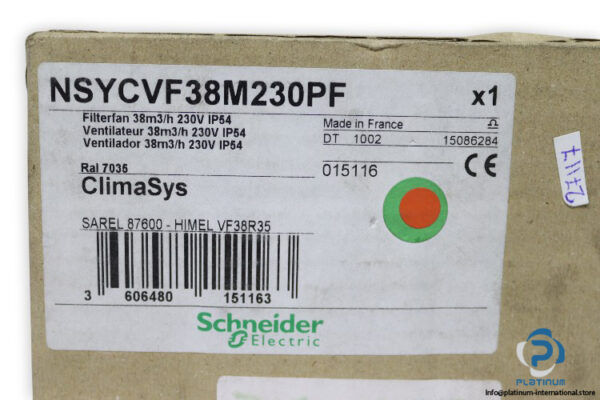 NSYCVF38M230PF x1
Filterfan 38m3/h 230V IP54
Ventilateur 38m3/h 230V IP54
Ventilador 38m3/h 230V IP54
Made in France
DT 1002 15086284
015116 CE
Ral 7035
ClimaSys
SAREL 87600 - HIMEL VF38R35
3 606480 151163
Schneider
Electric
PLATINUM
info@platinum-international.store